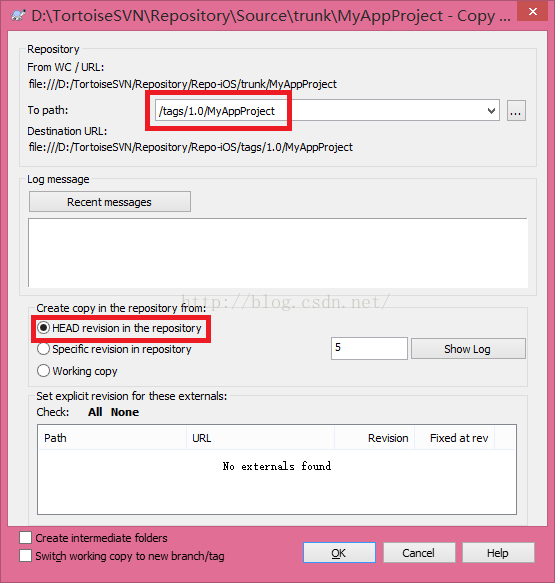 D:\TortoiseSVN\Repository\Source\trunk\MyAppProject - Copy ...
Repository
From WC / URL:
file:///D:/TortoiseSVN/Repository/Repo-iOS/trunk/MyAppProject
To path:
/tags/1.0/MyAppProject
...
Destination URL:
file:///D:/TortoiseSVN/Repository/Repo-iOS/tags/1.0/MyAppProject
Log message
Recent messages
http://blog.csdn.net/
Create copy in the repository from:
HEAD revision in the repository
Specific revision in repository
5
Show Log
Working copy
Set explicit revision for these externals:
Check: All None
Path URL Revision Fixed at rev
No externals found
Create intermediate folders
Switch working copy to new branch/tag
OK Cancel Help